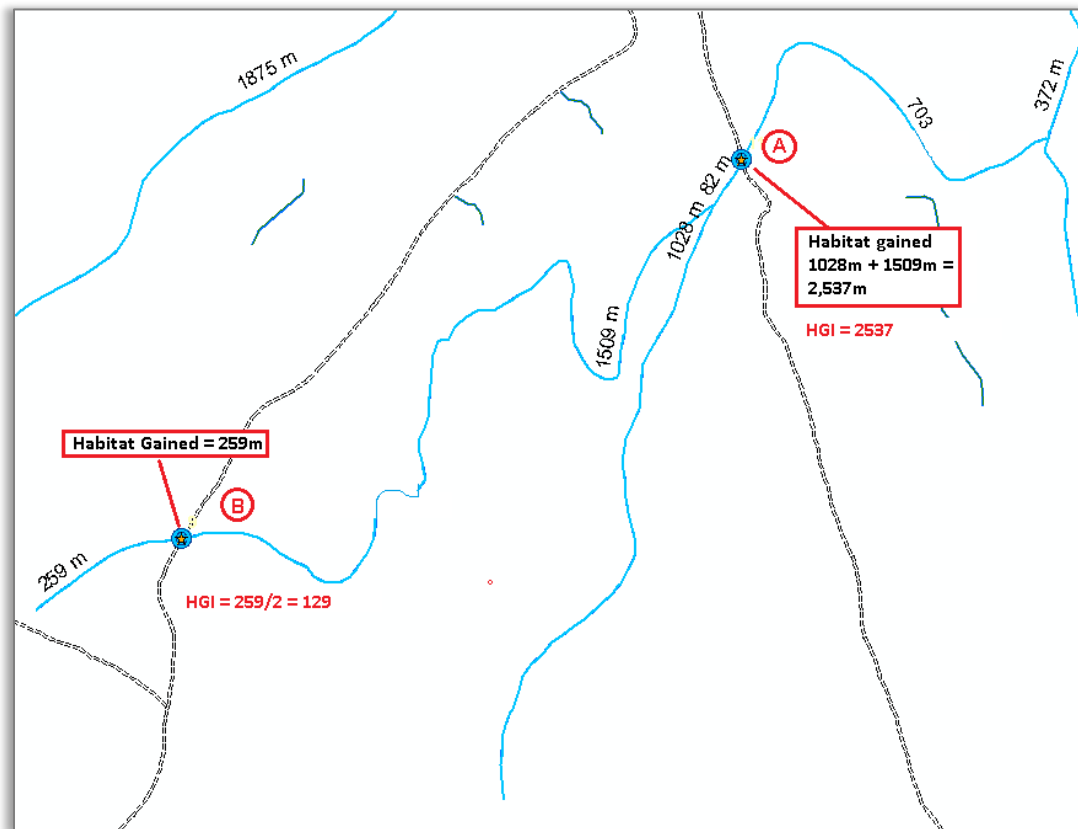 1875 m
703
372 m
A
82 m
1028 m
Habitat gained
1028m + 1509m =
2,537m
HGI = 2537
1509 m
Habitat Gained = 259m
B
259 m
HGI = 259/2 = 129